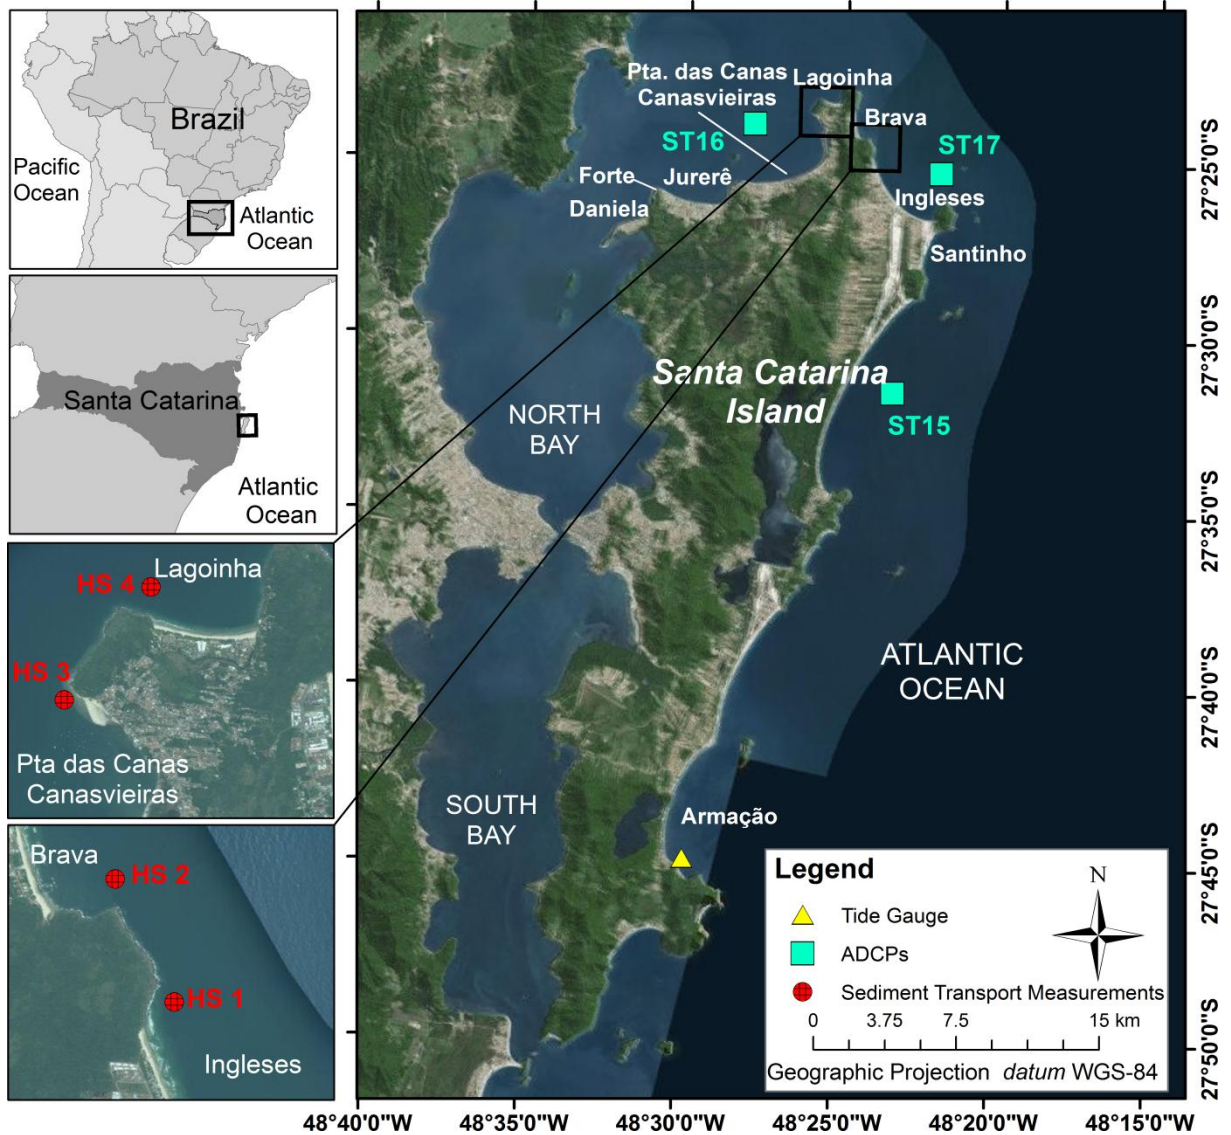 Brazil
Pacific
Ocean
Atlantic
Ocean
Santa Catarina
Atlantic
Ocean
Lagoinha
HS 4
HS 3
Pta das Canas
Canasvieiras
Brava
HS 2
HS 1
Ingleses
Pta. das Canas
Canasvieiras
Lagoinha
Brava
ST16
ST17
Forte
Jurerê
Daniela
Ingleses
Santinho
Santa Catarina
Island
ST15
NORTH
BAY
ATLANTIC
OCEAN
SOUTH
BAY
Armação
Legend
Tide Gauge
ADCPs
Sediment Transport Measurements
N
0 3.75 7.5 15 km
Geographic Projection datum WGS-84
27°25'0"S
27°30'0"S
27°35'0"S
27°40'0"S
27°45'0"S
27°50'0"S
48°40'0"W 48°35'0"W 48°30'0"W 48°25'0"W 48°20'0"W 48°15'0"W